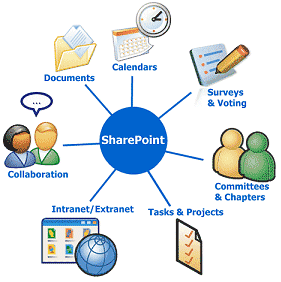 Documents
Calendars
Surveys
& Voting
SharePoint
Collaboration
Committees
& Chapters
Intranet/Extranet
Tasks & Projects